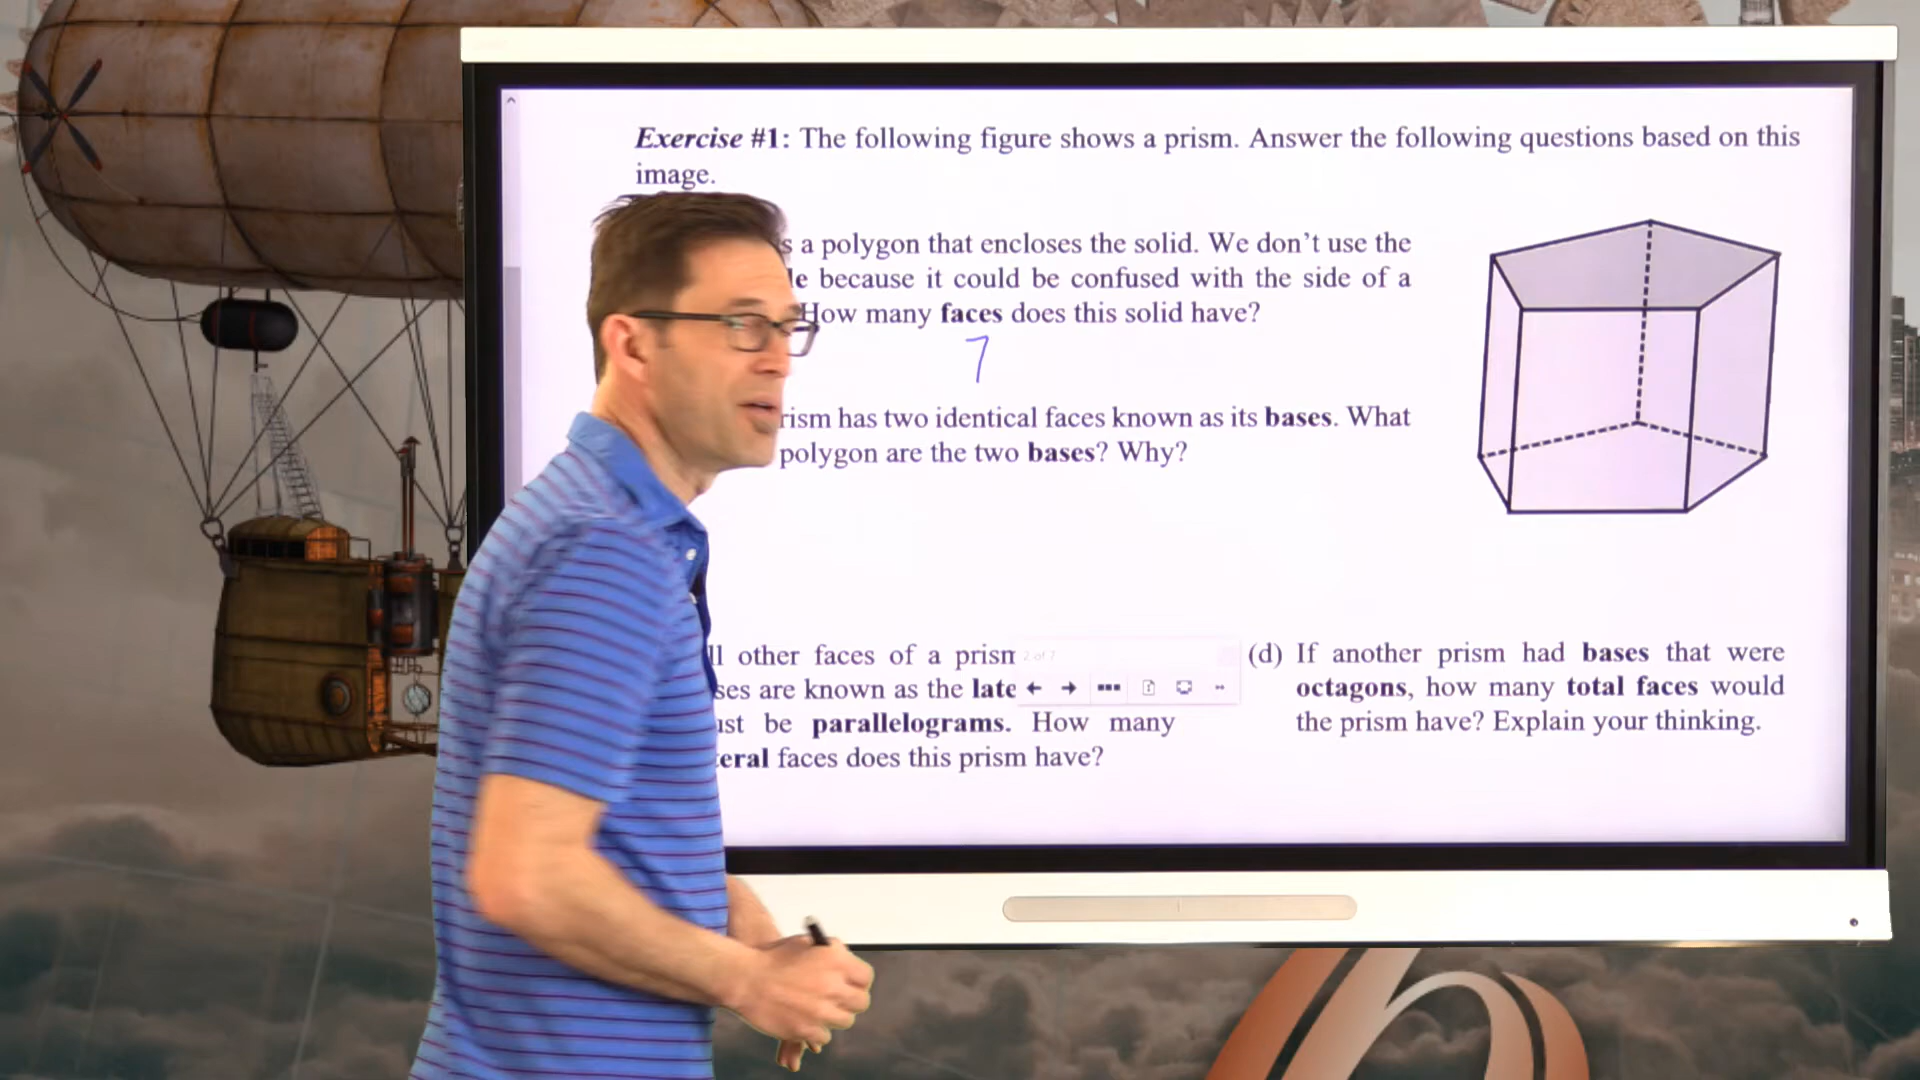 Exercise #1: The following figure shows a prism. Answer the following questions based on this
image.
s a polygon that encloses the solid. We don't use the
le because it could be confused with the side of a
How many faces does this solid have?
7
rism has two identical faces known as its bases. What
polygon are the two bases? Why?
ll other faces of a prism
ses are known as the late
ust be parallelograms. How many
eral faces does this prism have?
2 of 7
(d) If another prism had bases that were
octagons, how many total faces would
the prism have? Explain your thinking.